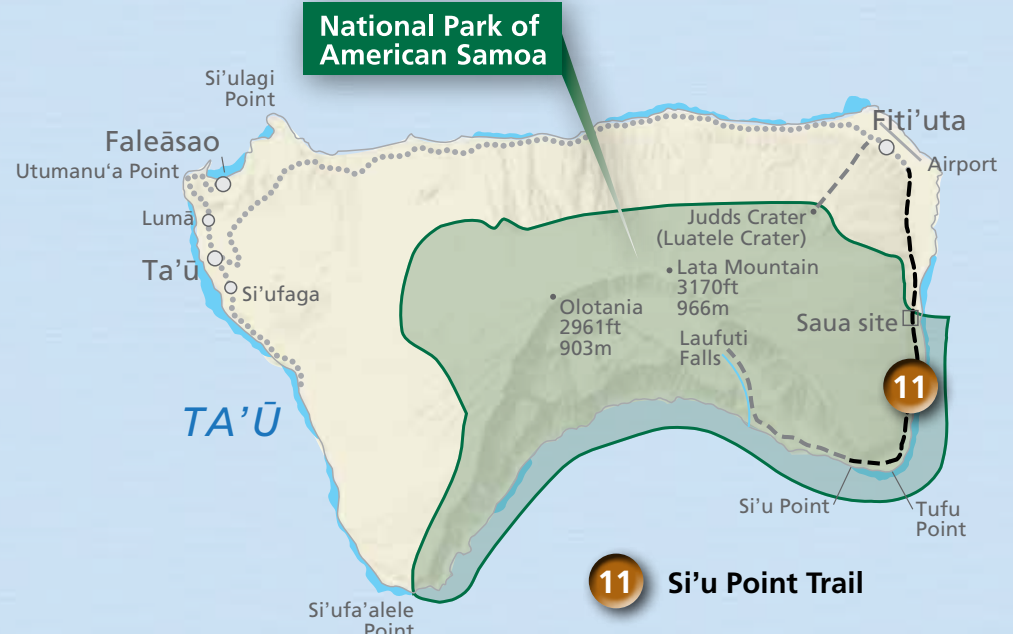 National Park of
American Samoa
Si'ulagi
Point
Faleāsao
Utumanu‘a Point
Lumā
Ta'ū
Si'ufaga
Fiti'uta
Airport
Judds Crater
(Luatele Crater)
Lata Mountain
3170ft
966m
Olotania
2961ft
903m
Laufuti
Falls
Saua site
11
TA'Ū
Si'u Point
Tufu
Point
11 Si'u Point Trail
Si'ufa'alele
Point